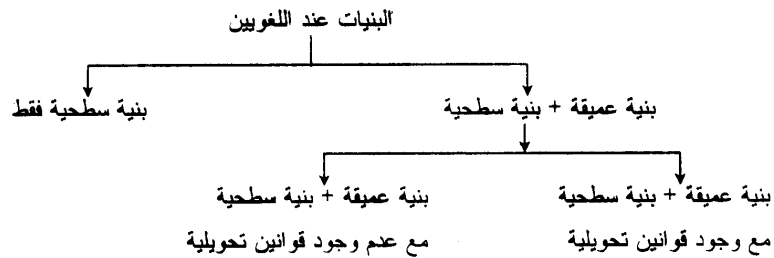 البنيات عند اللغويين
بنية عميقة + بنية سطحية
بنية سطحية فقط
بنية عميقة + بنية سطحية
مع وجود قوانين تحويلية
بنية عميقة + بنية سطحية
مع عدم وجود قوانين تحويلية